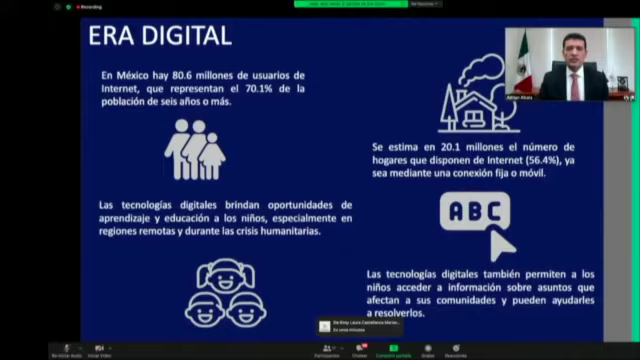 Recording
ERA DIGITAL
En México hay 80.6 millones de usuarios de
Internet, que representan el 70.1% de la
población de seis años o más.
Se estima en 20.1 millones el número de
hogares que disponen de Internet (56.4%), ya
sea mediante una conexión fija o móvil.
Las tecnologías digitales brindan oportunidades de
aprendizaje y educación a los niños, especialmente en
regiones remotas y durante las crisis humanitarias.
ABC
Las tecnologías digitales también permiten a los
niños acceder a información sobre asuntos que
afectan a sus comunidades y pueden ayudarles
a resolverlos.